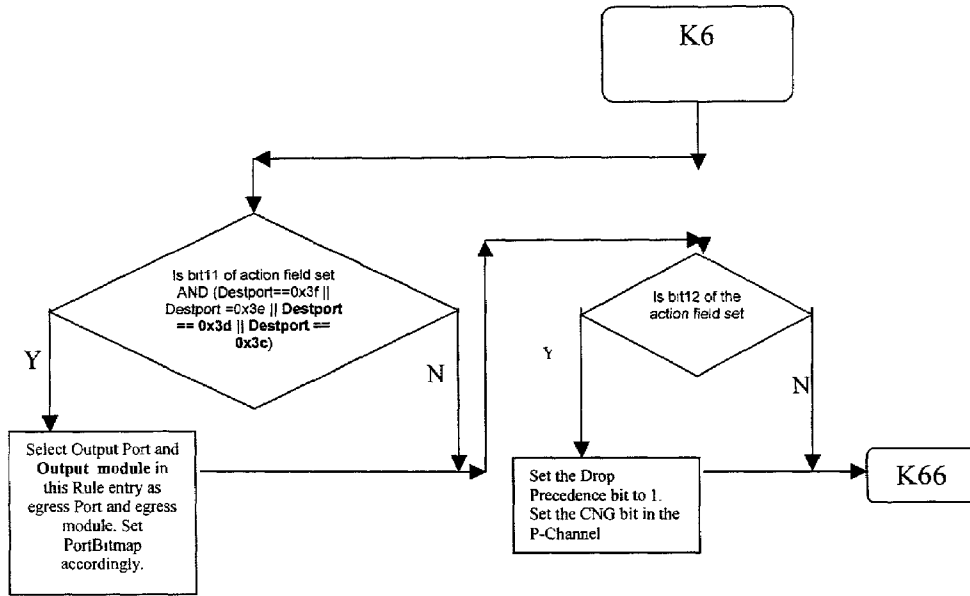 K6
Is bit11 of action field set
AND (Destport==0x3f ||
Destport =0x3e || Destport
== 0x3d || Destport ==
0x3c)
Y
N
Select Output Port and
Output module in
this Rule entry as
egress Port and egress
module. Set
PortBitmap
accordingly.
Is bit12 of the
action field set
Y
N
Set the Drop
Precedence bit to 1.
Set the CNG bit in the
P-Channel
K66